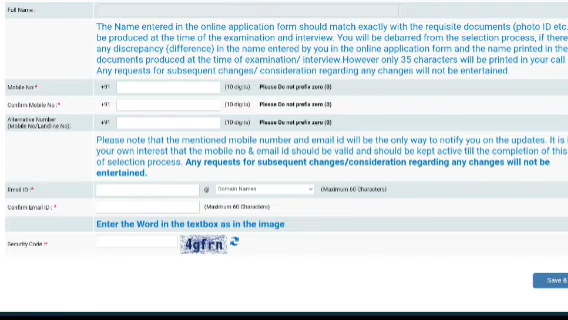 Full Name :
The Name entered in the online application form should match exactly with the requisite documents (photo ID etc.
be produced at the time of the examination and interview. You will be debarred from the selection process, if there
any discrepancy (difference) in the name entered by you in the online application form and the name printed in the
documents produced at the time of examination/ interview.However only 35 characters will be printed in your call
Any requests for subsequent changes/ consideration regarding any changes will not be entertained.
Mobile No:* +91 (10 digits) Please Do not prefix zero (0)
Confirm Mobile No :* +91 (10 digits) Please Do not prefix zero (0)
Alternative Number
(Mobile No/Landline No): +91 (10 digits) Please Do not prefix zero (0)
Please note that the mentioned mobile number and email id will be the only way to notify you on the updates. It is
your own interest that the mobile no & email id should be valid and should be kept active till the completion of this
of selection process. Any requests for subsequent changes/consideration regarding any changes will not be
entertained.
Email ID :* @ Domain Names (Maximum 60 Characters)
Confirm Email ID : * (Maximum 60 Characters)
Enter the Word in the textbox as in the image
Security Code :* 4gfrn
Save &